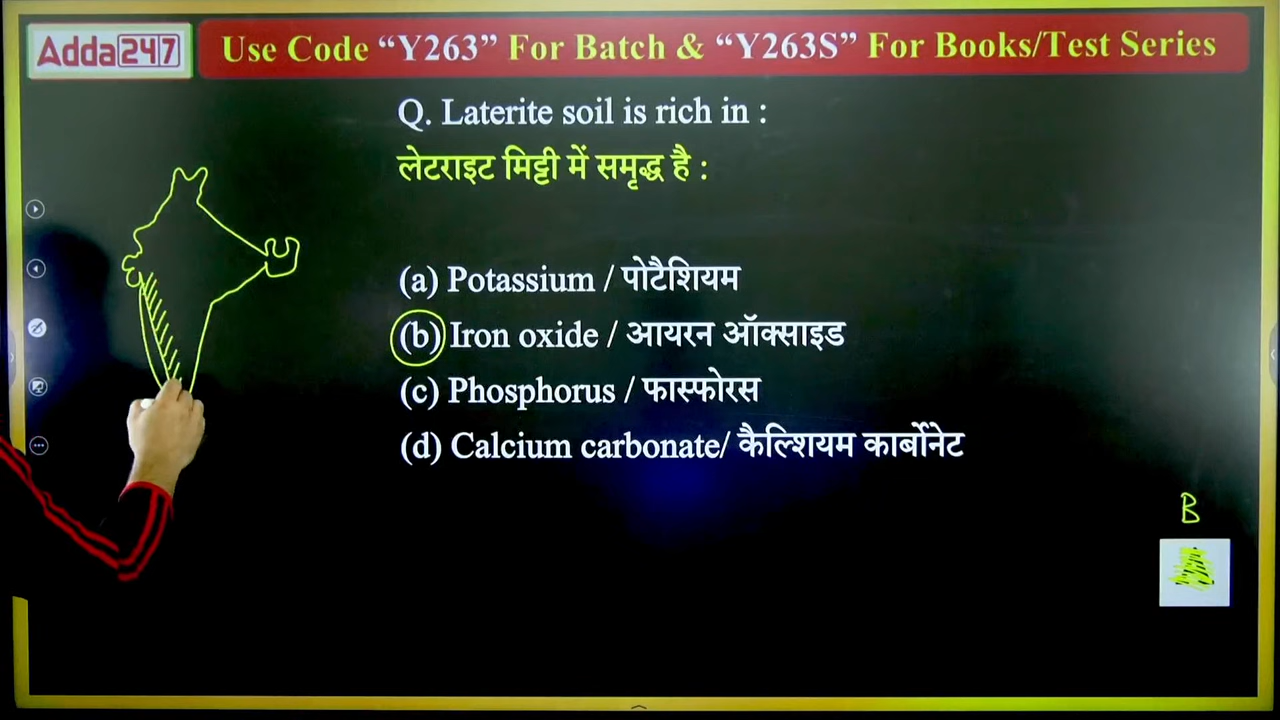 Adda247
Use Code “Y263” For Batch & “Y263S” For Books/Test Series
Q. Laterite soil is rich in :
लेटराइट मिट्टी में समृद्ध है :
(a) Potassium / पोटैशियम
(b) Iron oxide / आयरन ऑक्साइड
(c) Phosphorus / फास्फोरस
(d) Calcium carbonate/ कैल्शियम कार्बोनेट
B